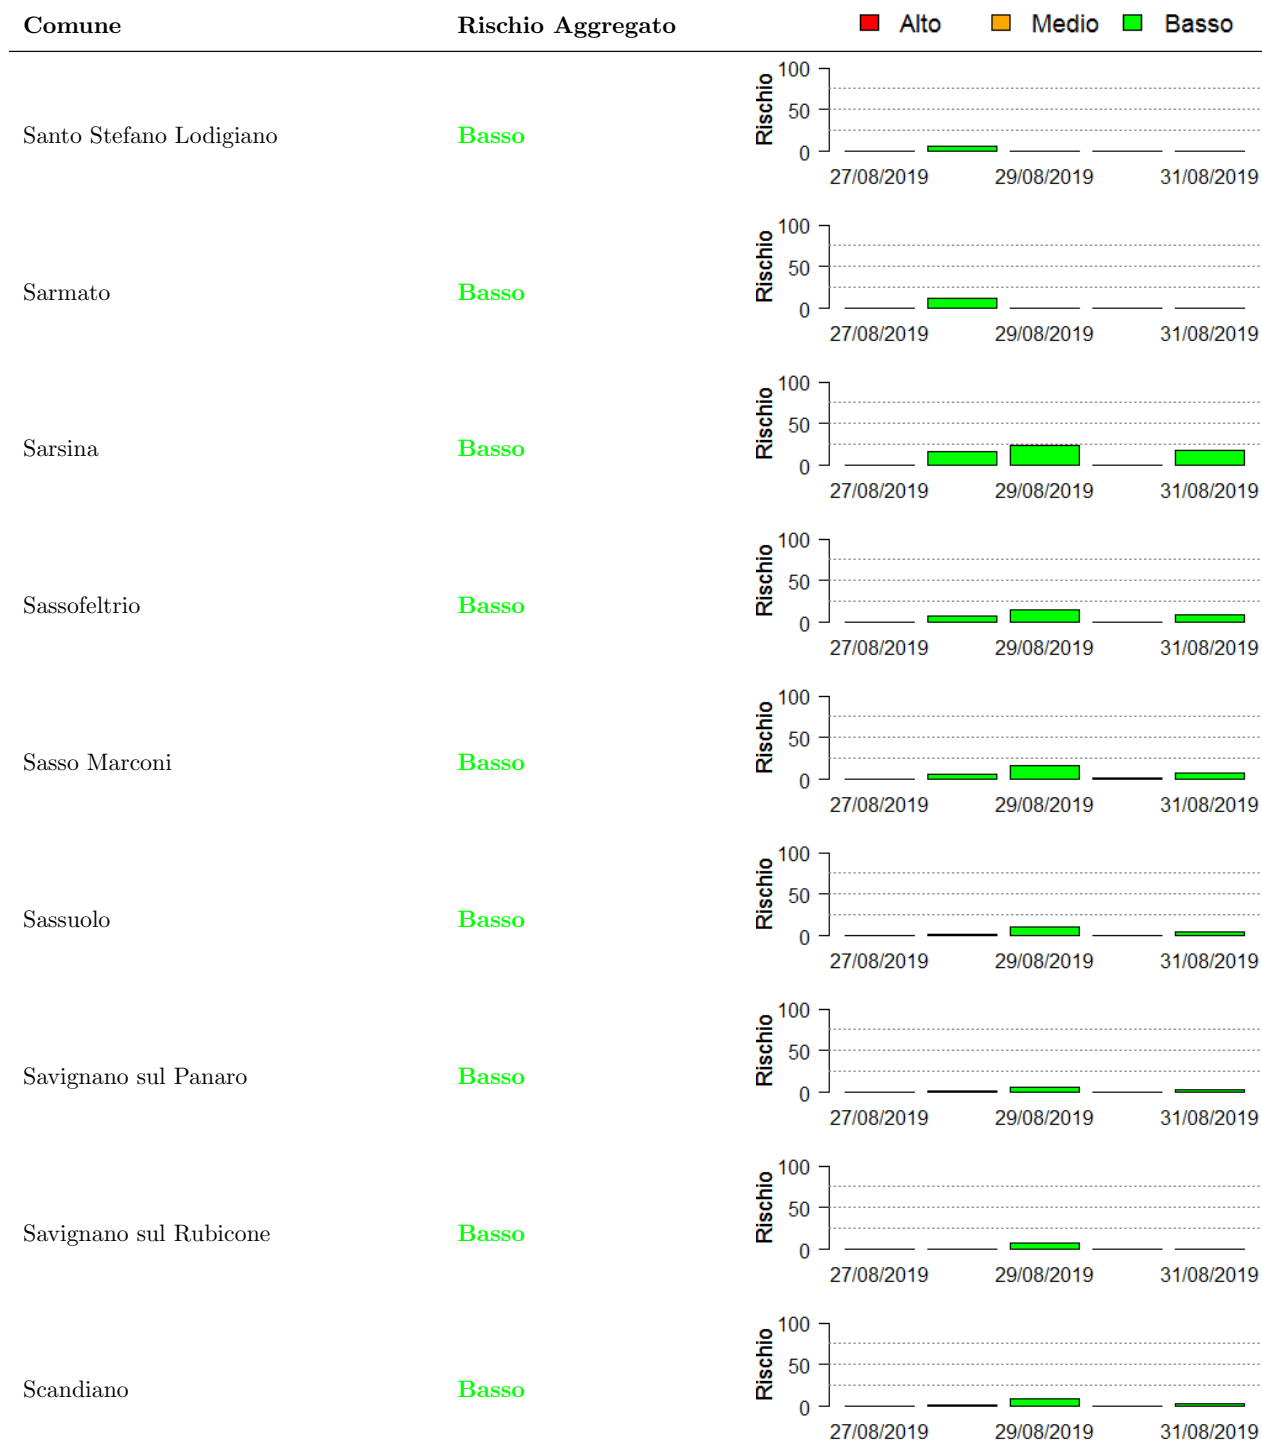 Comune Rischio Aggregato Alto Medio Basso
Santo Stefano Lodigiano Basso
Rischio
100
50
0
27/08/2019 29/08/2019 31/08/2019
Sarmato Basso
Rischio
100
50
0
27/08/2019 29/08/2019 31/08/2019
Sarsina Basso
Rischio
100
50
0
27/08/2019 29/08/2019 31/08/2019
Sassofeltrio Basso
Rischio
100
50
0
27/08/2019 29/08/2019 31/08/2019
Sasso Marconi Basso
Rischio
100
50
0
27/08/2019 29/08/2019 31/08/2019
Sassuolo Basso
Rischio
100
50
0
27/08/2019 29/08/2019 31/08/2019
Savignano sul Panaro Basso
Rischio
100
50
0
27/08/2019 29/08/2019 31/08/2019
Savignano sul Rubicone Basso
Rischio
100
50
0
27/08/2019 29/08/2019 31/08/2019
Scandiano Basso
Rischio
100
50
0
27/08/2019 29/08/2019 31/08/2019